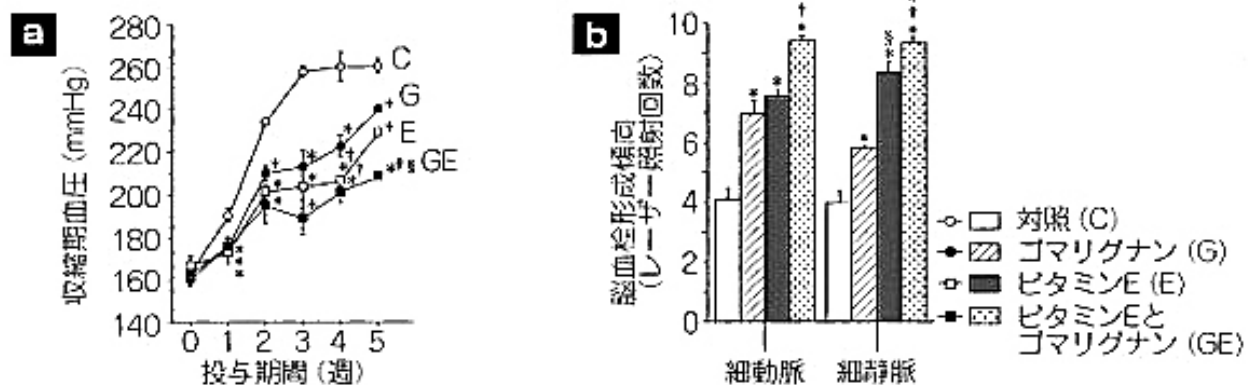 a
280
260
240
220
200
180
160
140
収縮期血圧 (mmHg)
0 1 2 3 4 5
投与期間 (週)
C
G
E
GE
b
10
8
6
4
2
0
脳血栓形成傾向
(レーザー照射回数)
細動脈 細静脈
対照 (C)
ゴマリグナン (G)
ビタミンE (E)
ビタミンEと
ゴマリグナン (GE)